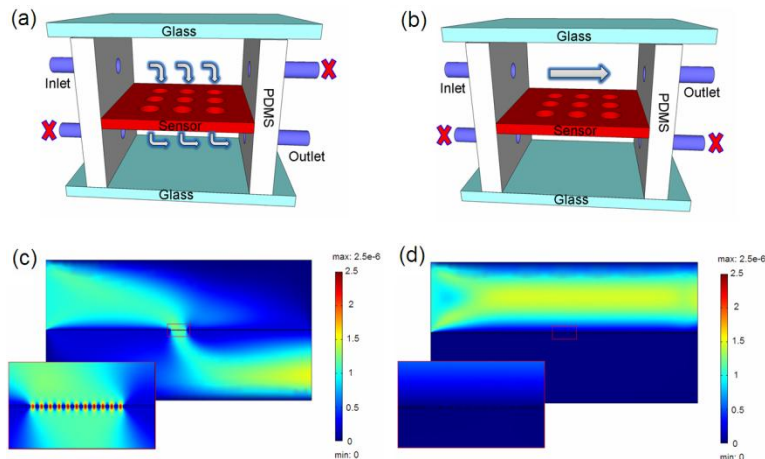 (a)
Glass
Inlet
PDMS
X
Sensor
X
Outlet
Glass
(b)
Glass
Inlet
PDMS
Outlet
Sensor
X
X
Glass
(c)
max: 2.5e-6
2.5
2
1.5
1
0.5
0
min: 0
(d)
max: 2.5e-6
2.5
2
1.5
1
0.5
0
min: 0